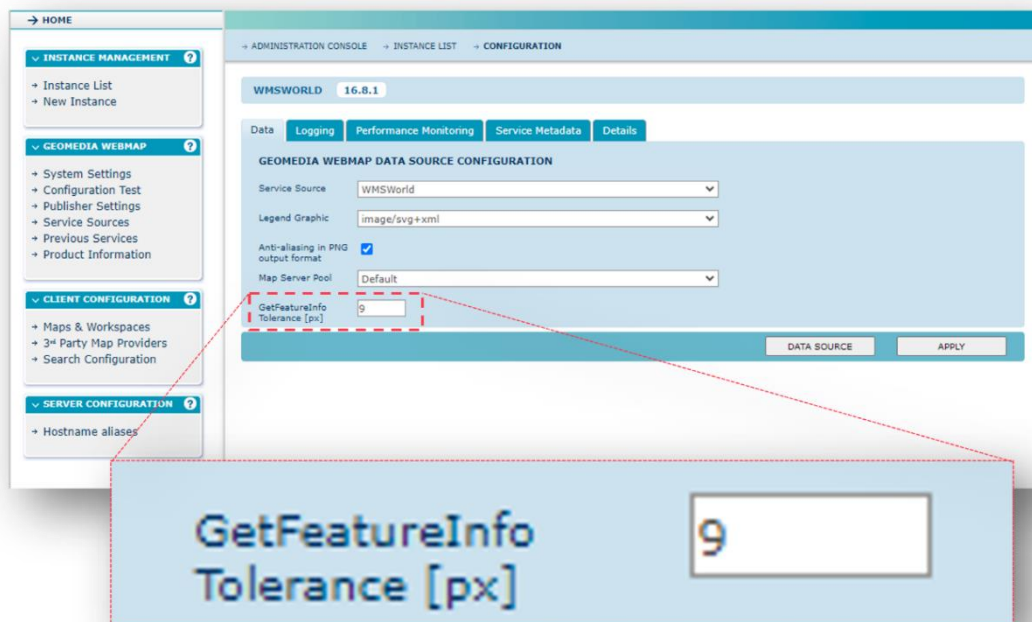 → HOME
→ ADMINISTRATION CONSOLE → INSTANCE LIST → CONFIGURATION
INSTANCE MANAGEMENT ?
→ Instance List
→ New Instance
GEOMEDIA WEBMAP ?
→ System Settings
→ Configuration Test
→ Publisher Settings
→ Service Sources
→ Previous Services
→ Product Information
CLIENT CONFIGURATION ?
→ Maps & Workspaces
→ 3rd Party Map Providers
→ Search Configuration
SERVER CONFIGURATION ?
→ Hostname aliases
WMSWORLD 16.8.1
Data Logging Performance Monitoring Service Metadata Details
GEOMEDIA WEBMAP DATA SOURCE CONFIGURATION
Service Source WMSWorld
Legend Graphic image/svg+xml
Anti-aliasing in PNG
output format
Map Server Pool Default
GetFeatureInfo 9
Tolerance [px]
DATA SOURCE APPLY
GetFeatureInfo 9
Tolerance [px]